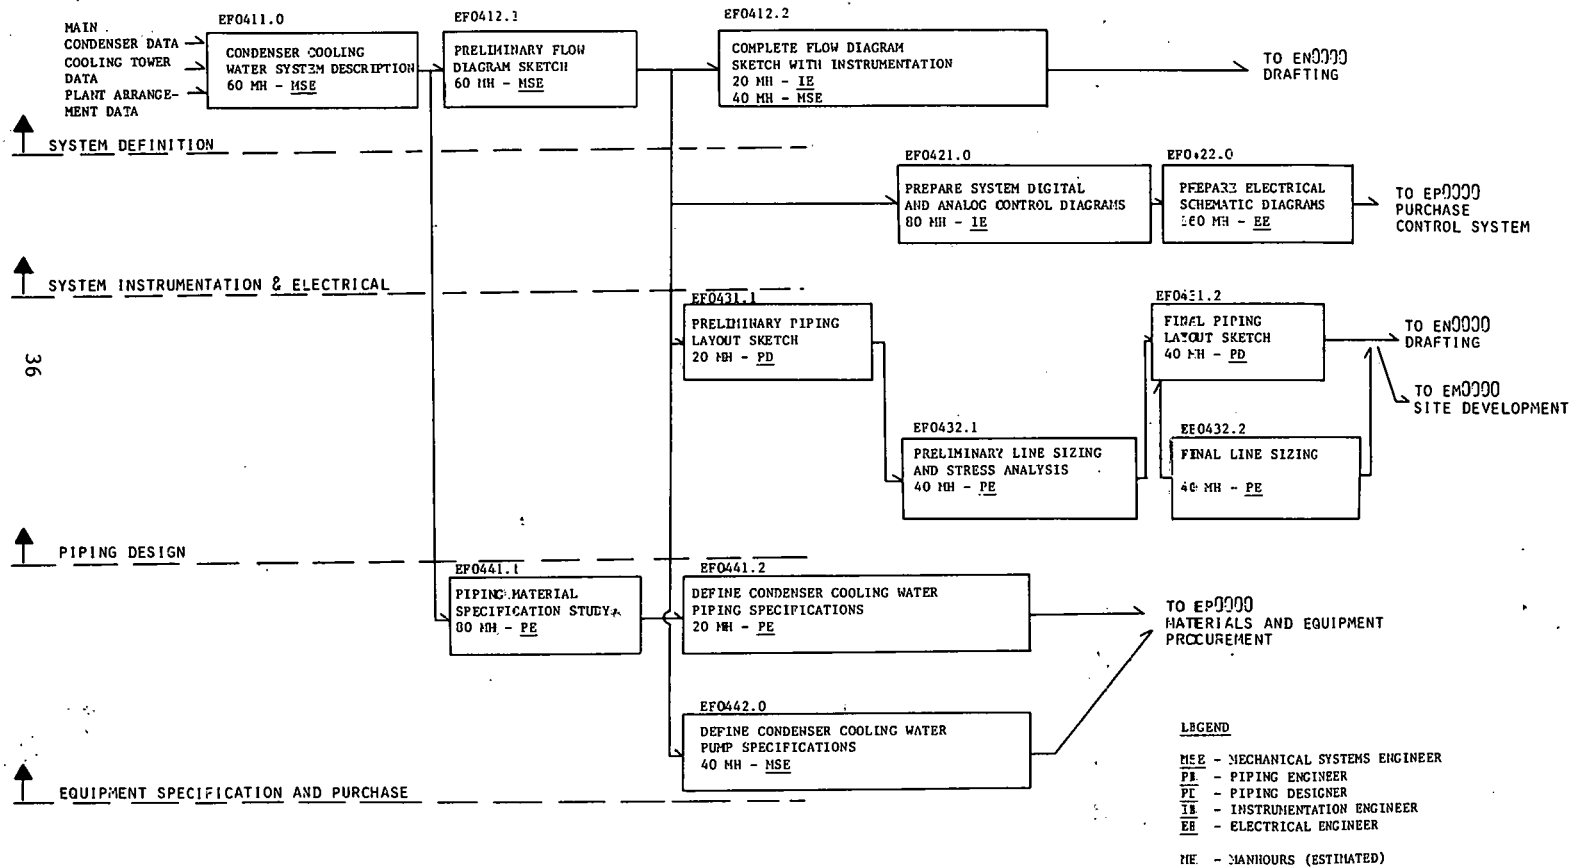 EF0411.0
MAIN
CONDENSER DATA
COOLING TOWER
DATA
PLANT ARRANGE-
MENT DATA
CONDENSER COOLING
WATER SYSTEM DESCRIPTION
60 MH - MSE
EF0412.1
PRELIMINARY FLOW
DIAGRAM SKETCH
60 MH - MSE
EF0412.2
COMPLETE FLOW DIAGRAM
SKETCH WITH INSTRUMENTATION
20 MH - IE
40 MH - MSE
TO EN0000
DRAFTING
SYSTEM DEFINITION
EF0421.0
PREPARE SYSTEM DIGITAL
AND ANALOG CONTROL DIAGRAMS
80 MH - IE
EF0422.0
PREPARE ELECTRICAL
SCHEMATIC DIAGRAMS
MH - EE
TO EP0000
PURCHASE
CONTROL SYSTEM
SYSTEM INSTRUMENTATION & ELECTRICAL
EF0431.1
PRELIMINARY PIPING
LAYOUT SKETCH
20 MH - PD
EF0431.2
FINAL PIPING
LAYOUT SKETCH
40 MH - PD
TO EN0000
DRAFTING
TO EM0000
SITE DEVELOPMENT
36
EF0432.1
PRELIMINARY LINE SIZING
AND STRESS ANALYSIS
40 MH - PE
EF0432.2
FINAL LINE SIZING
40 MH - PE
PIPING DESIGN
EF0441.1
PIPING MATERIAL
SPECIFICATION STUDY
80 MH - PE
EF0441.2
DEFINE CONDENSER COOLING WATER
PIPING SPECIFICATIONS
20 MH - PE
TO EP0000
MATERIALS AND EQUIPMENT
PROCUREMENT
EF0442.0
DEFINE CONDENSER COOLING WATER
PUMP SPECIFICATIONS
40 MH - MSE
EQUIPMENT SPECIFICATION AND PURCHASE
LEGEND
MSE - MECHANICAL SYSTEMS ENGINEER
PE - PIPING ENGINEER
PD - PIPING DESIGNER
IE - INSTRUMENTATION ENGINEER
EE - ELECTRICAL ENGINEER
MH - MANHOURS (ESTIMATED)